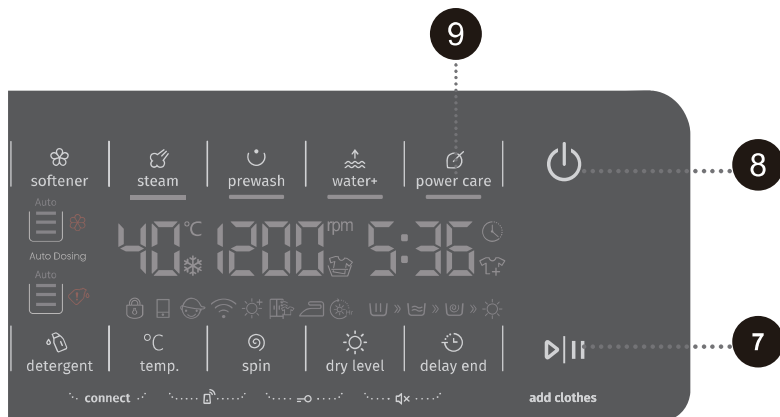 9
softener steam prewash water+ power care
8
Auto
40 °C 1200 rpm 5:36
Auto Dosing
Auto
7
detergent °C temp. spin dry level delay end
connect add clothes